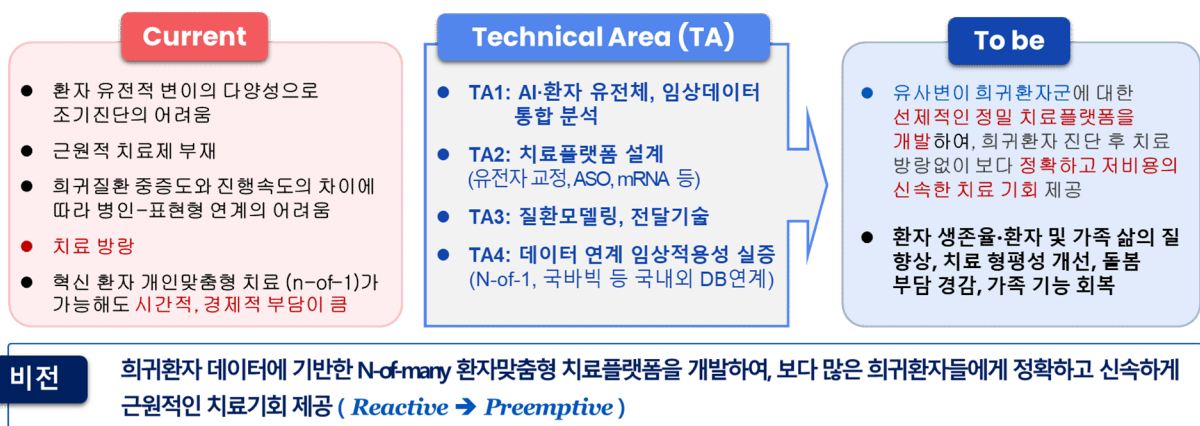 Current
● 환자 유전적 변이의 다양성으로
조기진단의 어려움
● 근원적 치료제 부재
● 희귀질환 중증도와 진행속도의 차이에
따라 병인-표현형 연계의 어려움
● 치료 방랑
● 혁신 환자 개인맞춤형 치료 (n-of-1)가
가능해도 시간적, 경제적 부담이 큼
Technical Area (TA)
● TA1: AI·환자 유전체, 임상데이터
통합 분석
● TA2: 치료플랫폼 설계
(유전자 교정, ASO, mRNA 등)
● TA3: 질환모델링, 전달기술
● TA4: 데이터 연계 임상적용성 실증
(N-of-1, 국바빅 등 국내외 DB연계)
To be
● 유사변이 희귀환자군에 대한
선제적인 정밀 치료플랫폼을
개발하여, 희귀환자 진단 후 치료
방랑없이 보다 정확하고 저비용의
신속한 치료 기회 제공
● 환자 생존율·환자 및 가족 삶의 질
향상, 치료 형평성 개선, 돌봄
부담 경감, 가족 기능 회복
비전
희귀환자 데이터에 기반한 N-of-many 환자맞춤형 치료플랫폼을 개발하여, 보다 많은 희귀환자들에게 정확하고 신속하게
근원적인 치료기회 제공 ( Reactive ➔ Preemptive )